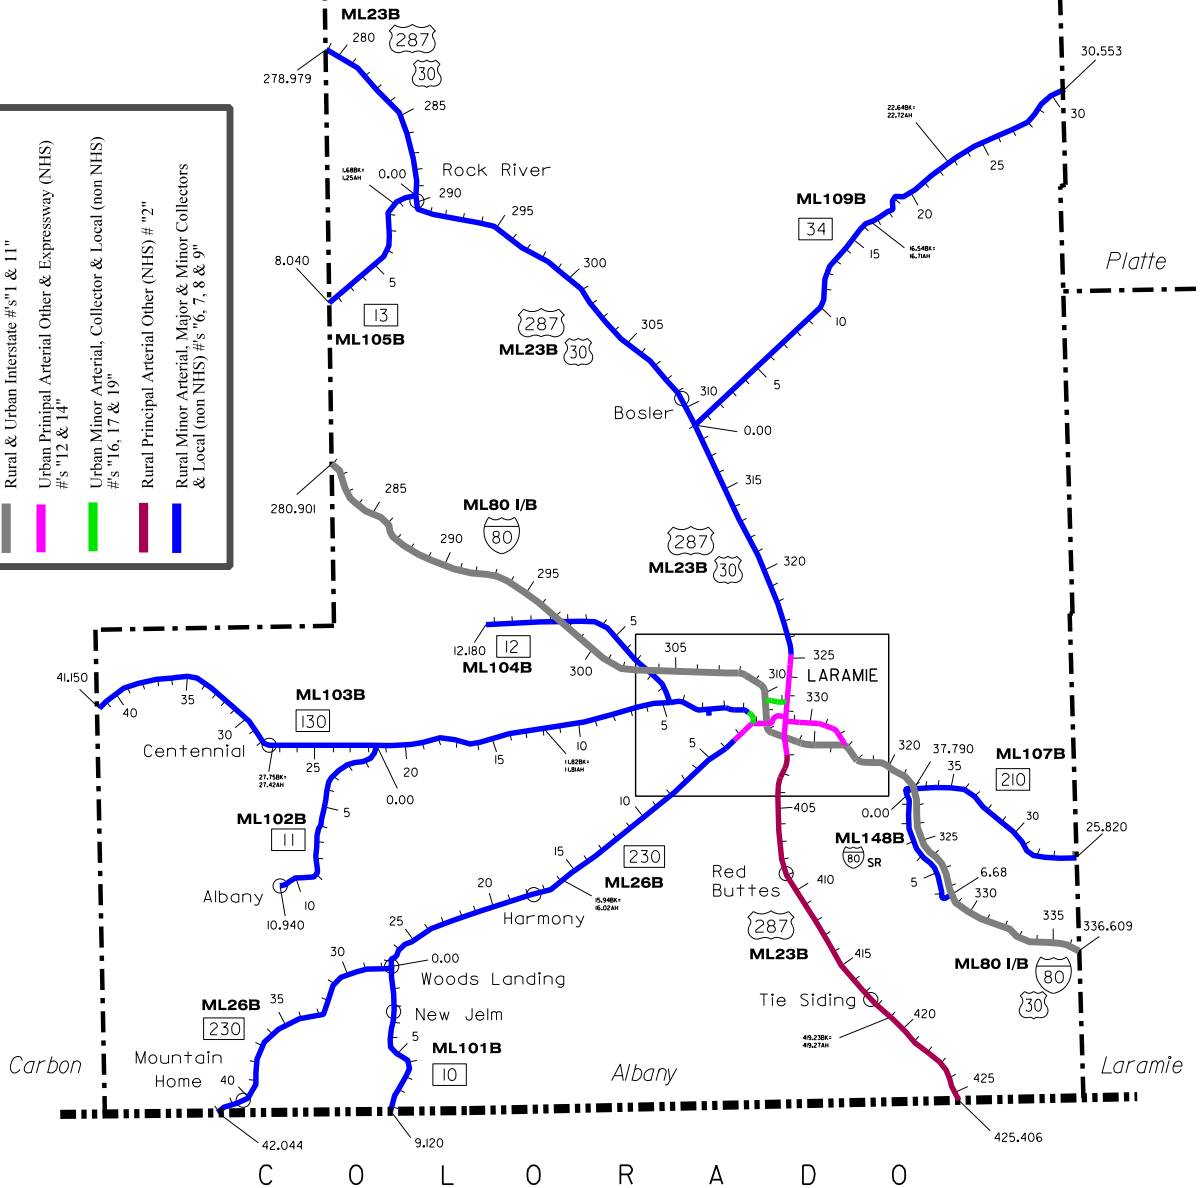 ML23B
280
287
30
278.979
285
30.553
30
22.64BK=
22.72AH
25
Rock River
1.68BK=
1.25AH
0.00
290
295
ML109B
34
20
15
16.54BK=
16.71AH
8.040
5
300
Platte
13
ML105B
287
ML23B
30
305
10
5
310
Bosler
0.00
Rural & Urban Interstate #'s"1 & 11"
Urban Prinipal Arterial Other & Expressway (NHS)
#'s "12 & 14"
Urban Minor Arterial, Collector & Local (non NHS)
#'s "16, 17 & 19"
Rural Principal Arterial Other (NHS) # "2"
Rural Minor Arterial, Major & Minor Collectors
& Local (non NHS) #'s "6, 7, 8 & 9"
280.901
285
ML80 I/B
80
290
295
315
287
ML23B
30
320
12.180
12
ML104B
5
300
305
325
LARAMIE
310
330
41.150
40
35
ML103B
130
30
Centennial
25
20
15
10
5
5
27.75BK=
27.42AH
11.82BK=
11.81AH
0.00
320
37.790
35
ML107B
210
0.00
30
25.820
ML102B
11
5
10
405
ML148B
80
SR
325
5
6.68
330
335
336.609
Albany
10
10.940
15
230
ML26B
15.94BK=
16.02AH
20
Harmony
25
Red
Buttes
410
287
ML23B
415
ML80 I/B
80
30
30
0.00
Woods Landing
ML26B
230
35
New Jelm
5
ML101B
10
Tie Siding
420
419.23BK=
419.27AH
Carbon
Mountain
Home
40
Albany
425
Laramie
42.044
9.120
425.406
C O L O R A D O